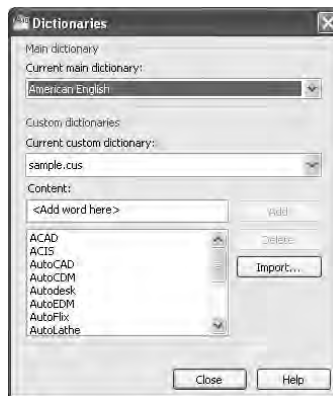 Dictionaries
Main dictionary
Current main dictionary:
American English
Custom dictionaries
Current custom dictionary:
sample.cus
Content:
<Add word here>
Add
Delete
Import...
ACAD
ACIS
AutoCAD
AutoCDM
Autodesk
AutoEDM
AutoFlix
AutoLathe
Close
Help